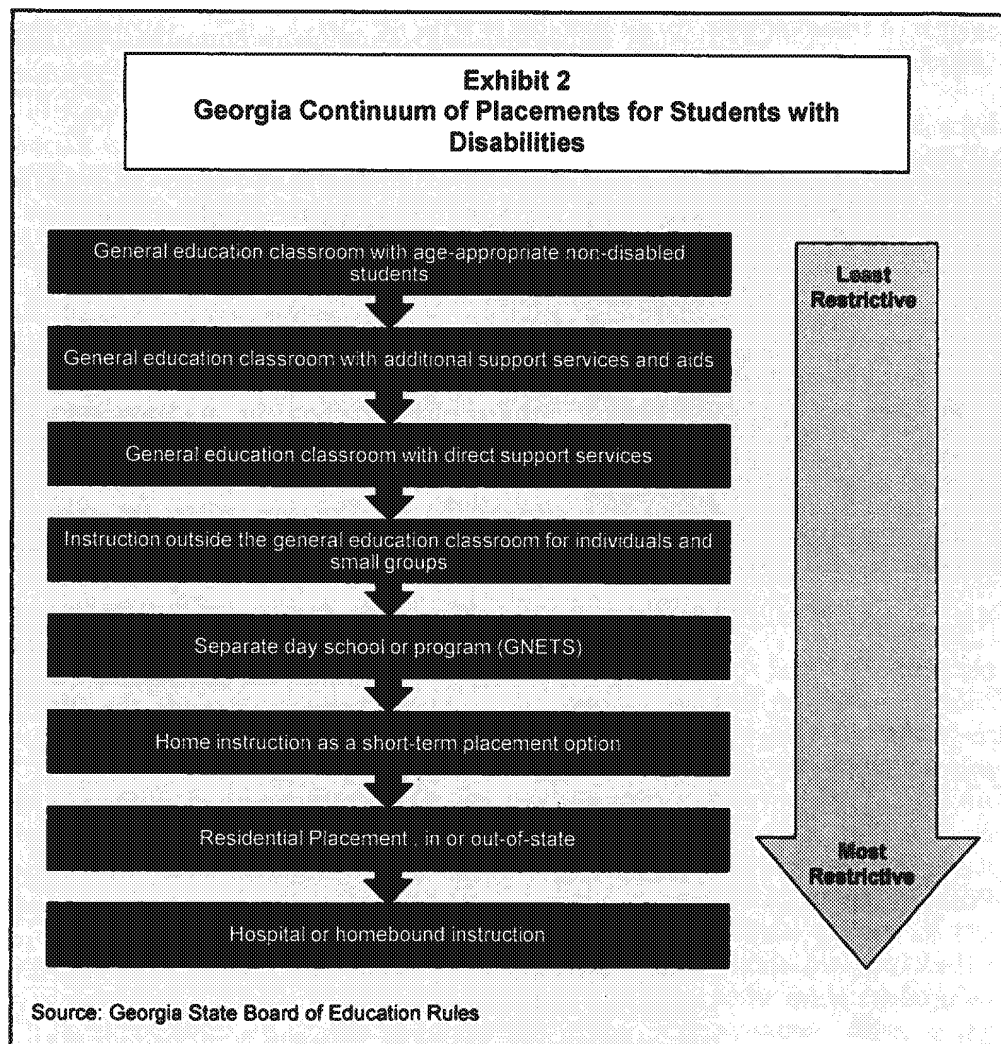 Exhibit 2
Georgia Continuum of Placements for Students with
Disabilities
General education classroom with age-appropriate non-disabled
students
Least
Restrictive
General education classroom with additional support services and aids
General education classroom with direct support services
Instruction outside the general education classroom for individuals and
small groups
Separate day school or program (GNETS)
Home instruction as a short-term placement option
Residential Placement , in or out-of-state
Most
Restrictive
Hospital or homebound instruction
Source: Georgia State Board of Education Rules